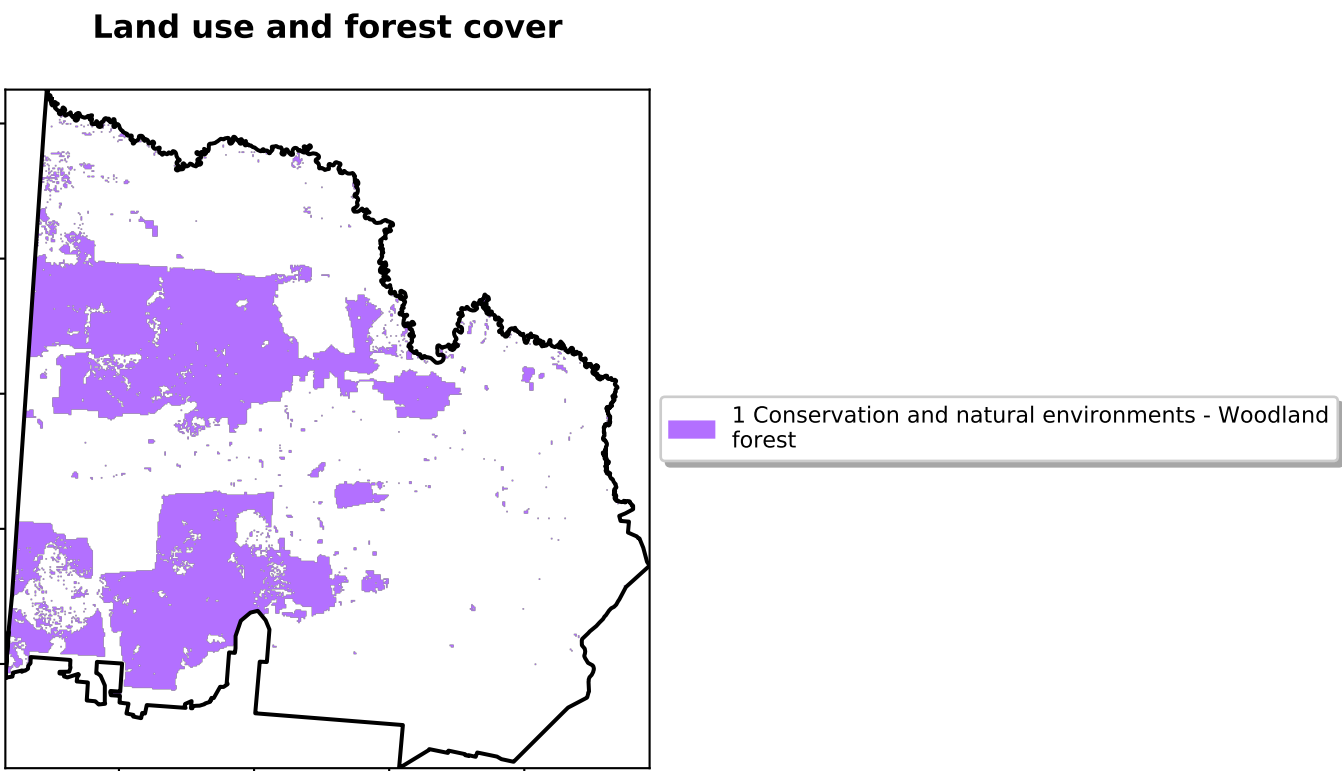 Land use and forest cover
1 Conservation and natural environments - Woodland
forest